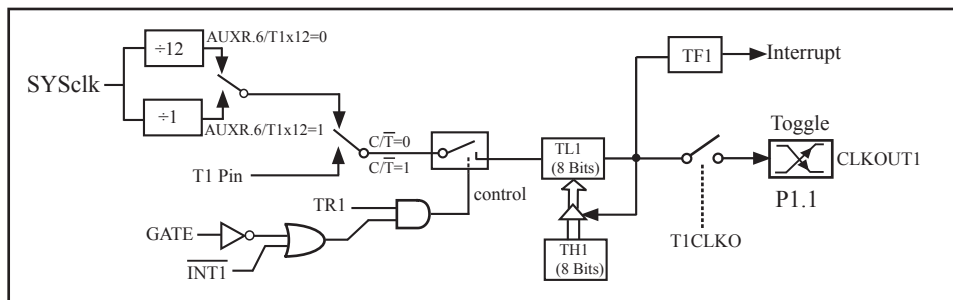 AUXR.6/T1x12=0
÷12
SYSclk
÷1
AUXR.6/T1x12=1
C/T̅=0
C/T̅=1
T1 Pin
TR1
GATE
I̅N̅T̅1̅
control
TL1
(8 Bits)
TH1
(8 Bits)
TF1
Interrupt
Toggle
CLKOUT1
P1.1
T1CLKO